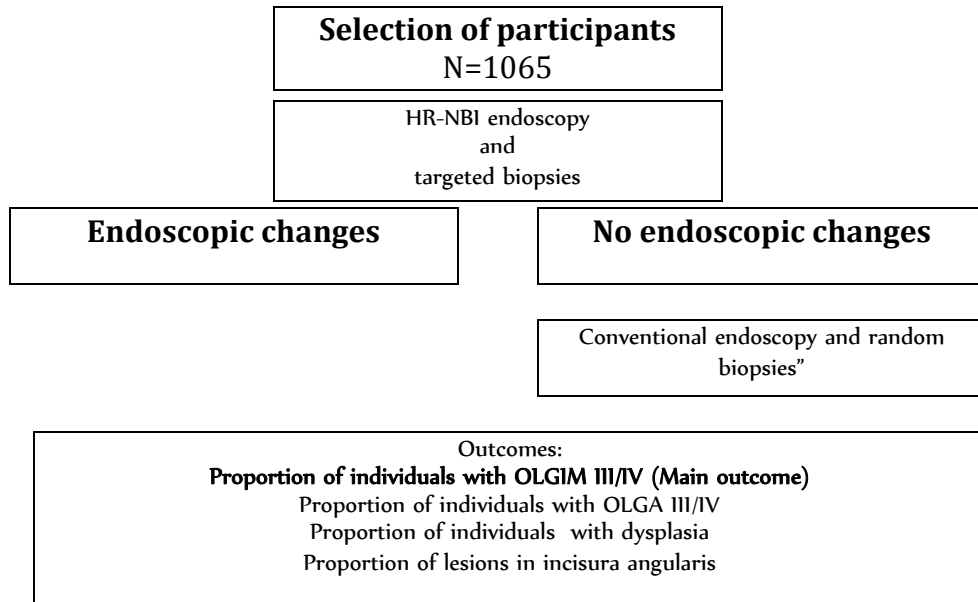 Selection of participants
N=1065
HR-NBI endoscopy
and
targeted biopsies
Endoscopic changes
No endoscopic changes
Conventional endoscopy and random
biopsies”
Outcomes:
Proportion of individuals with OLGIM III/IV (Main outcome)
Proportion of individuals with OLGA III/IV
Proportion of individuals with dysplasia
Proportion of lesions in incisura angularis